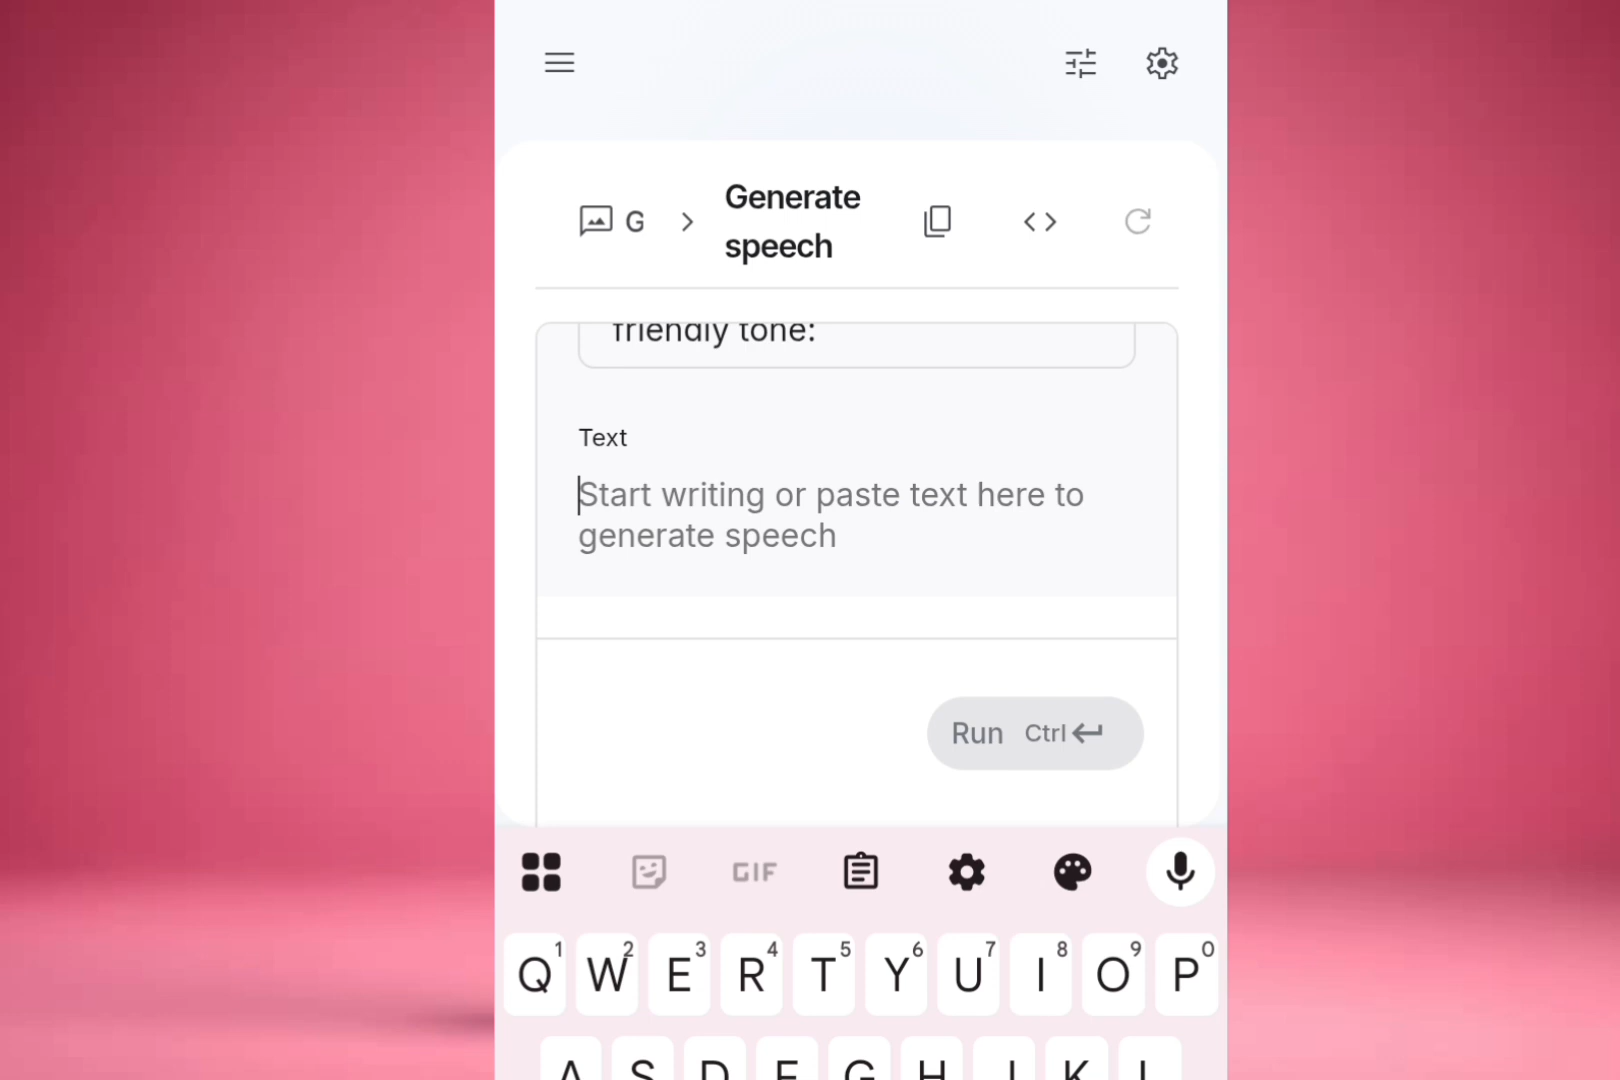 G
Generate
speech
friendly tone:
Text
Start writing or paste text here to
generate speech
Run Ctrl
GIF
1 2 3 4 5 6 7 8 9 0
Q W E R T Y U I O P
A S D F G H J K L